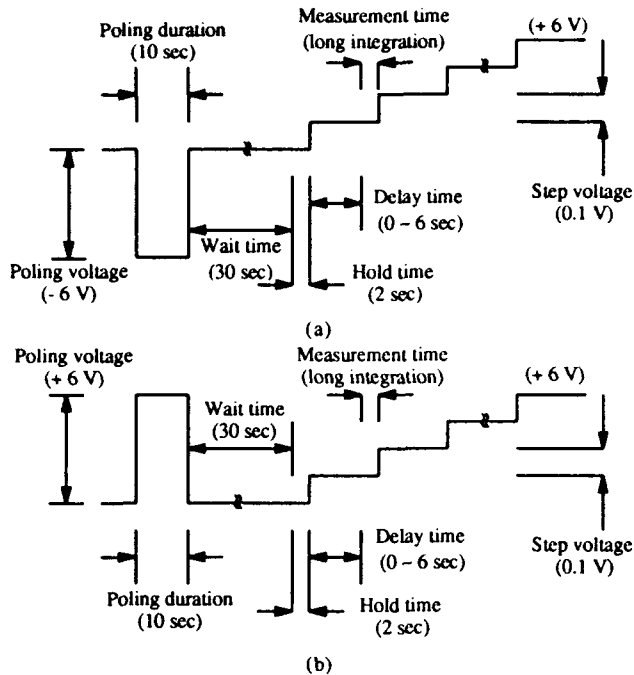 Poling duration
(10 sec)
Measurement time
(long integration)
(+ 6 V)
Delay time
(0 ~ 6 sec)
Step voltage
(0.1 V)
Wait time
(30 sec)
Poling voltage
(- 6 V)
Hold time
(2 sec)
(a)
Poling voltage
(+ 6 V)
Measurement time
(long integration)
(+ 6 V)
Wait time
(30 sec)
Delay time
(0 ~ 6 sec)
Step voltage
(0.1 V)
Poling duration
(10 sec)
Hold time
(2 sec)
(b)